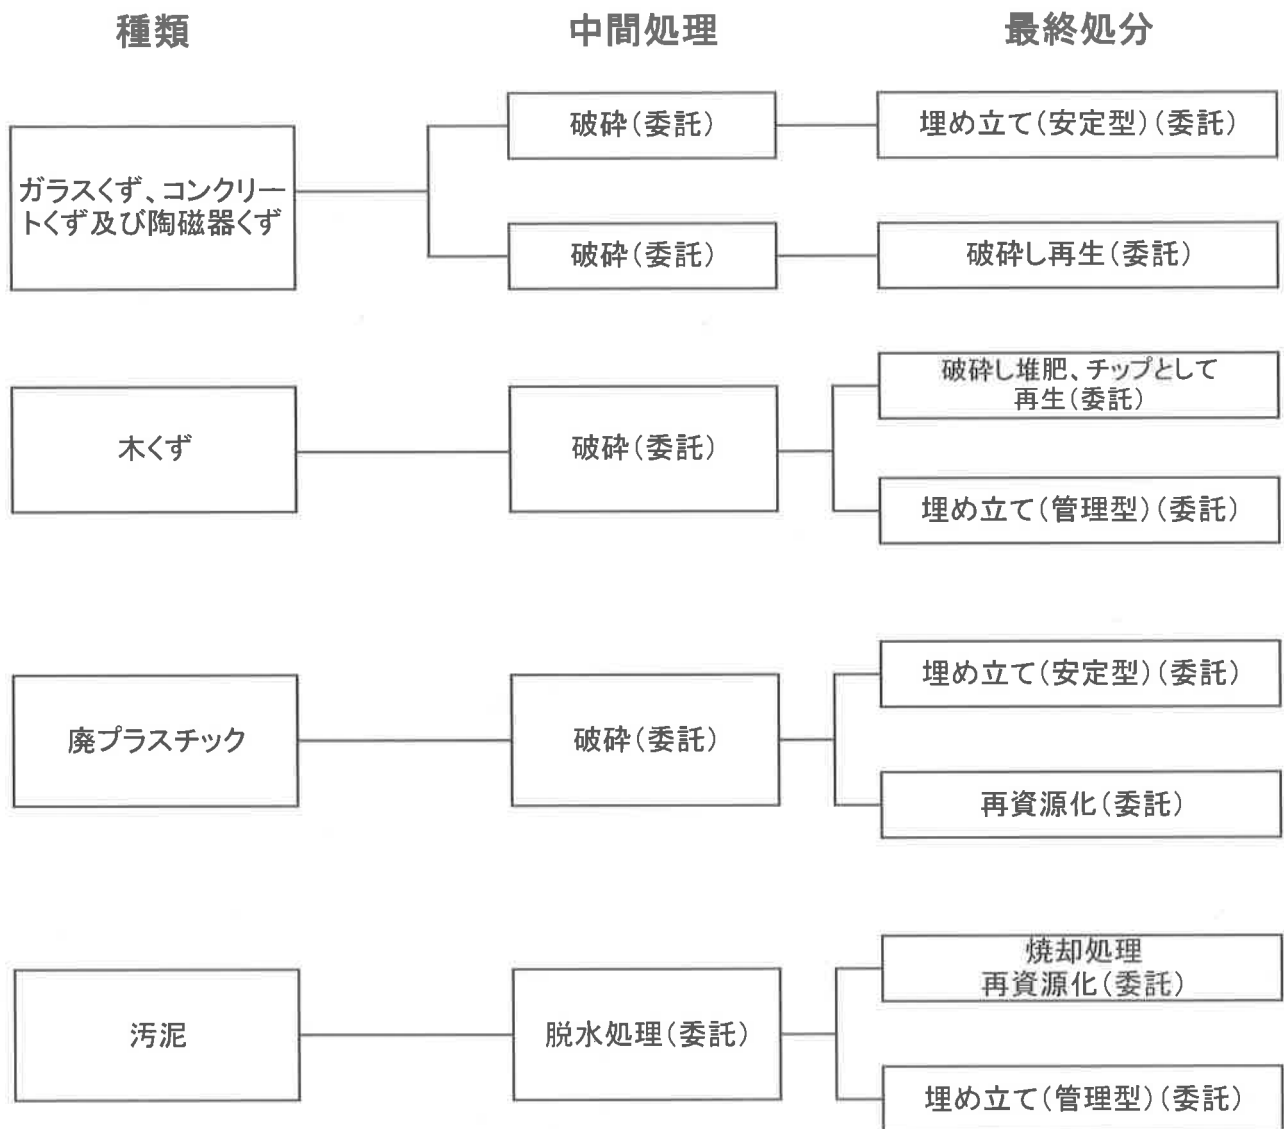 種類
中間処理
最終処分
ガラスくず、コンクリー
トくず及び陶磁器くず
破砕(委託)
埋め立て(安定型)(委託)
破砕(委託)
破砕し再生(委託)
木くず
破砕(委託)
破砕し堆肥、チップとして
再生(委託)
埋め立て(管理型)(委託)
廃プラスチック
破砕(委託)
埋め立て(安定型)(委託)
再資源化(委託)
汚泥
脱水処理(委託)
焼却処理
再資源化(委託)
埋め立て(管理型)(委託)